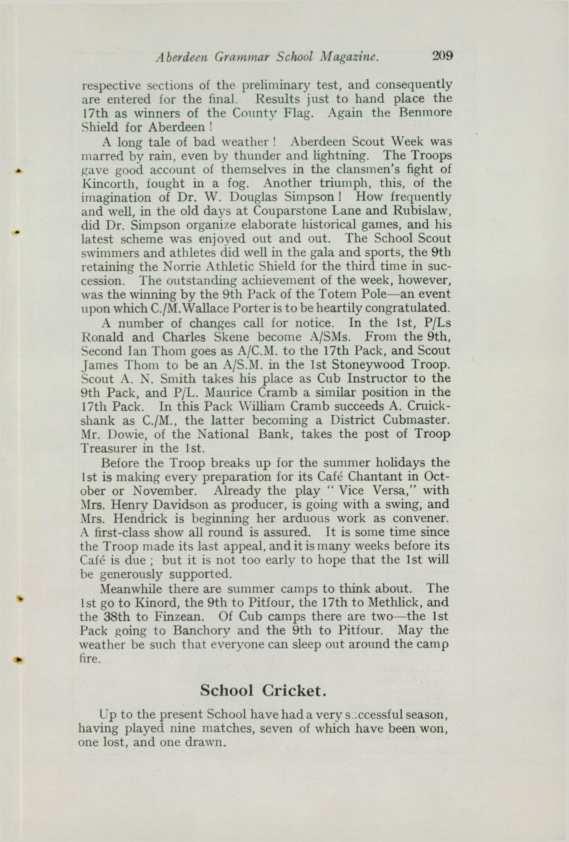 Aberdeen Grammar School Magazine. 209
respective sections of the preliminary test, and consequently
are entered for the final. Results just to hand place the
17th as winners of the County Flag. Again the Benmore
Shield for Aberdeen !
A long tale of bad weather ! Aberdeen Scout Week was
marred by rain, even by thunder and lightning. The Troops
gave good account of themselves in the clansmen's fight of
Kincorth, fought in a fog. Another triumph, this, of the
imagination of Dr. W. Douglas Simpson ! How frequently
and well, in the old days at Couparstone Lane and Rubislaw,
did Dr. Simpson organize elaborate historical games, and his
latest scheme was enjoyed out and out. The School Scout
swimmers and athletes did well in the gala and sports, the 9th
retaining the Norrie Athletic Shield for the third time in suc-
cession. The outstanding achievement of the week, however,
was the winning by the 9th Pack of the Totem Pole—an event
upon which C./M. Wallace Porter is to be heartily congratulated.
A number of changes call for notice. In the 1st, P/Ls
Ronald and Charles Skene become A/SMs. From the 9th,
Second Ian Thom goes as A/C.M. to the 17th Pack, and Scout
James Thom to be an A/S.M. in the 1st Stoneywood Troop.
Scout A. N. Smith takes his place as Cub Instructor to the
9th Pack, and P/L. Maurice Cramb a similar position in the
17th Pack. In this Pack William Cramb succeeds A. Cruick-
shank as C./M., the latter becoming a District Cubmaster.
Mr. Dowie, of the National Bank, takes the post of Troop
Treasurer in the 1st.
Before the Troop breaks up for the summer holidays the
1st is making every preparation for its Café Chantant in Oct-
ober or November. Already the play " Vice Versa," with
Mrs. Henry Davidson as producer, is going with a swing, and
Mrs. Hendrick is beginning her arduous work as convener.
A first-class show all round is assured. It is some time since
the Troop made its last appeal, and it is many weeks before its
Café is due ; but it is not too early to hope that the 1st will
be generously supported.
Meanwhile there are summer camps to think about. The
1st go to Kinord, the 9th to Pitfour, the 17th to Methlick, and
the 38th to Finzean. Of Cub camps there are two—the 1st
Pack going to Banchory and the 9th to Pitfour. May the
weather be such that everyone can sleep out around the camp
fire.
School Cricket.
Up to the present School have had a very successful season,
having played nine matches, seven of which have been won,
one lost, and one drawn.